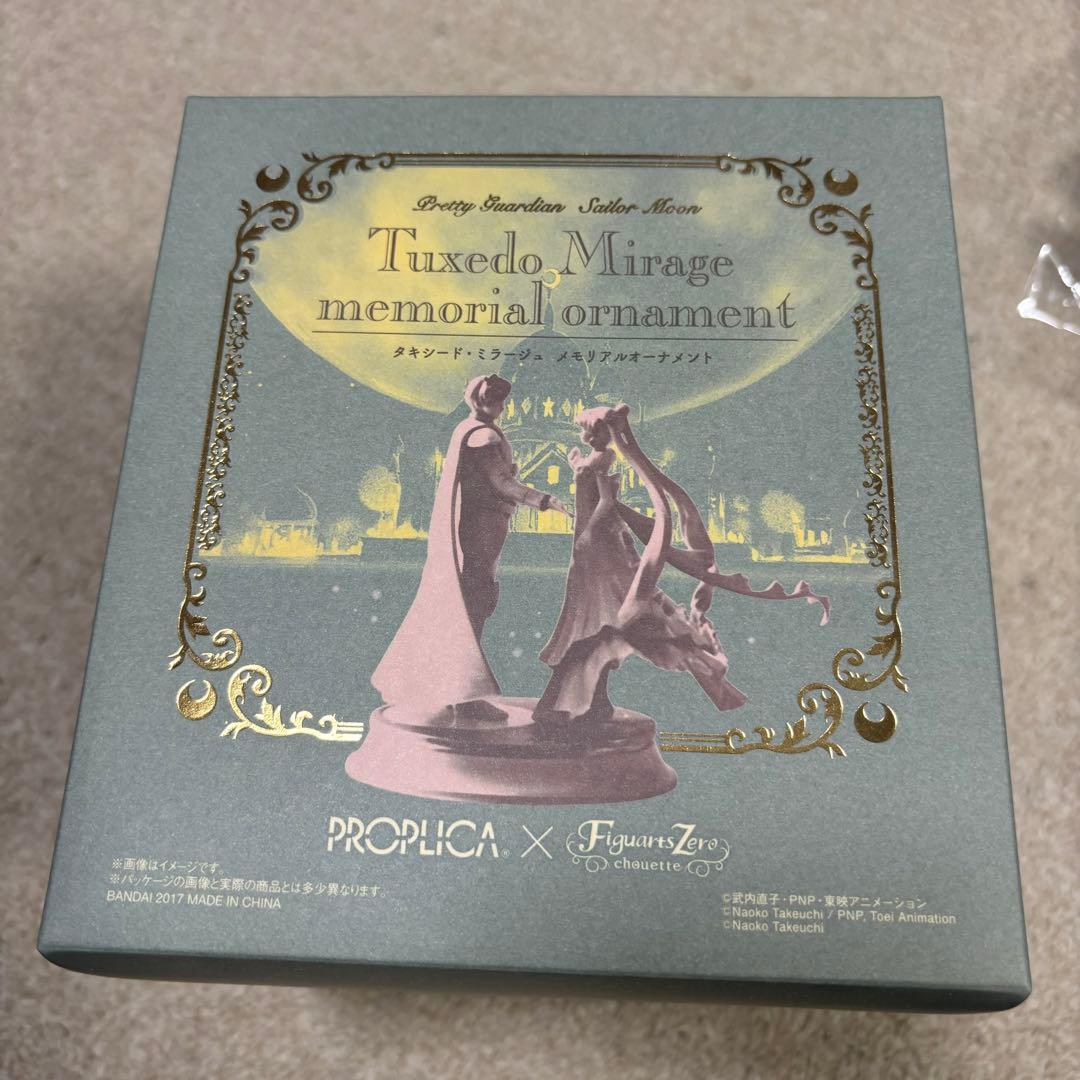 Pretty Guardian Sailor Moon
Tuxedo Mirage
memorial ornament
タキシード・ミラージュ メモリアルオーナメント
PROPLICA® × FiguartsZero
chouette
※画像はイメージです。
※パッケージの画像と実際の商品とは多少異なります。
BANDAI 2017 MADE IN CHINA
©武内直子・PNP・東映アニメーション
©Naoko Takeuchi / PNP, Toei Animation
©Naoko Takeuchi